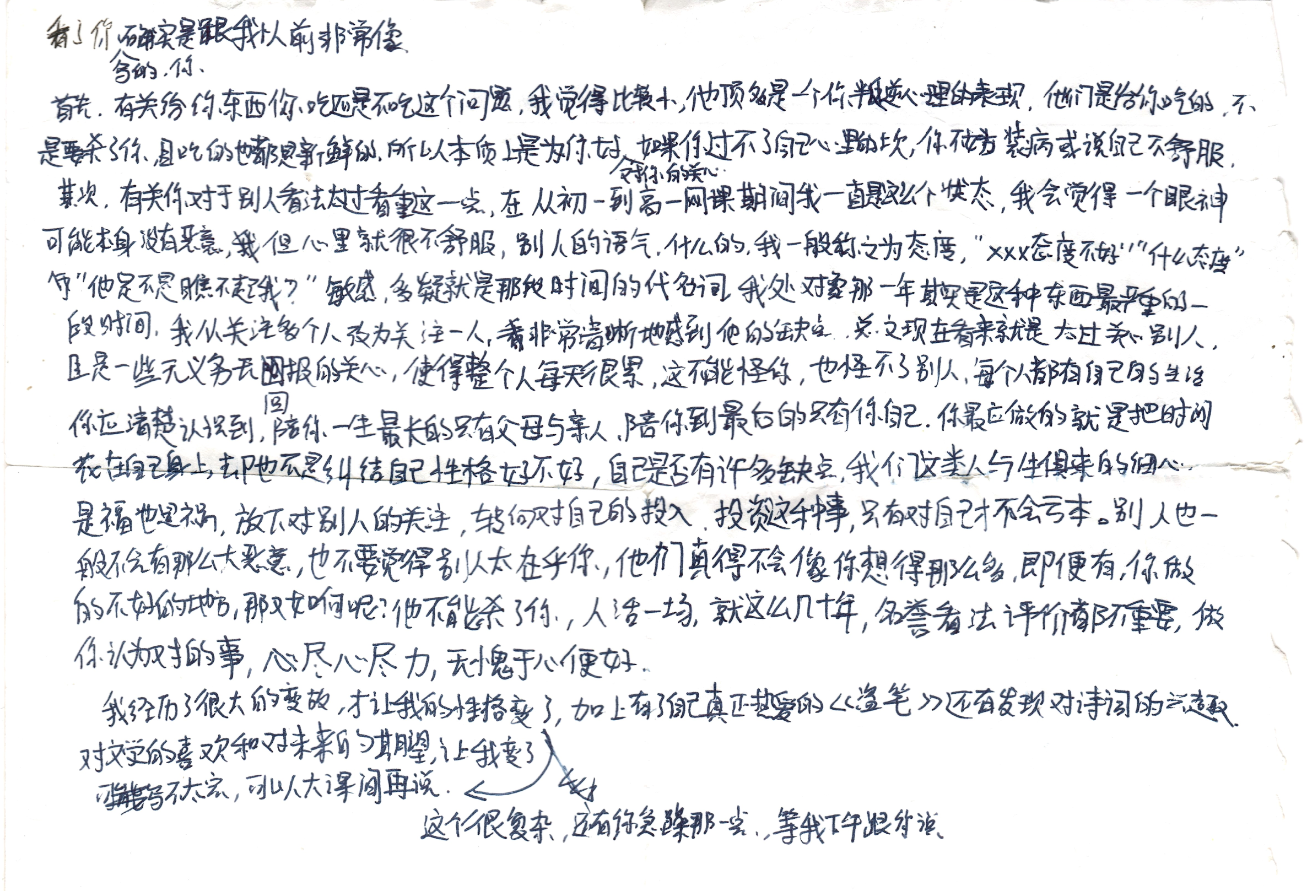 看了你写的,你确实是跟我以前非常像.
首先,有关给你东西你吃还是不吃这个问题,我觉得比较小,他顶多是一个你叛逆心理的表现,他们是给你吃的,不
是要杀了你,且吃的也都是新鲜的,所以本质上是为你好,如果你过不了自己心里的坎,你不妨装病或说自己不舒服,
其次,有关你对于别人看法太过看重这一点,在从初一到高一网课期间我一直是这么个状态,我会觉得一个眼神
可能本身没有恶意,我但心里就很不舒服,别人的语气,什么的,我一般称之为态度,"xxx态度不好""什么态度"
"他是不是瞧不起我?"敏感,多疑就是那段时间的代名词,我处对象那一年其实是这种东西最严重的一
段时间,我从关注多个人改为关注一人,非常清晰地感到他的缺点.总之现在看来就是太过关心别人,
且是一些无义务无回报的关心,使得整个人每天很累,这不能怪你,也怪不了别人,每个人都有自己的生活
你应清楚认识到,陪你一生最长的只有父母与亲人,陪你到最后的只有你自己.你最应做的就是把时间
花在自己身上,却也不是纠结自己性格好不好,自己是否有许多缺点,我们这类人与生俱来的细心
是福也是祸,放下对别人的关注,转向对自己的投入,投资这种事,只有对自己才不会亏本。别人也一
般不会有那么大恶意,也不要觉得别人太在乎你,他们真得不会像你想得那么多,即便有,你做
的不好的地方,那又如何呢?他不能杀了你,人活一场,就这么几十年,名誉看法评价都不重要,做
你认为对的事,心尽心尽力,无愧于心便好.
我经历了很大的变故,才让我的性格变了,加上有了自己真正热爱的《渣笔》还有发现对诗词的兴趣
对文学的喜欢和对未来的期望,让我变了
写不太完,可以大课间再说.
这个很复杂,还有你急躁那一点,等我下午跟你说.